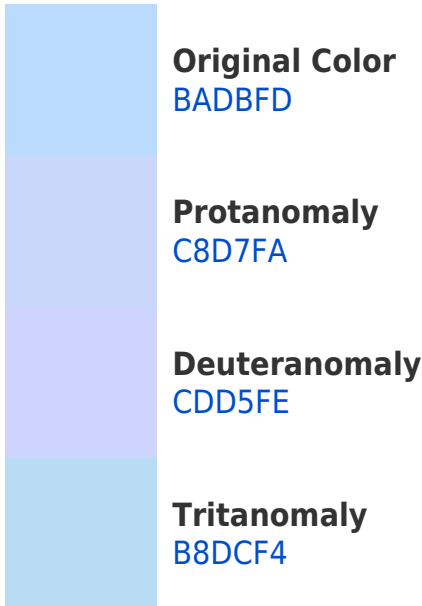 Original Color
BADBFD
Protanomaly
C8D7FA
Deuteranomaly
CDD5FE
Tritanomaly
B8DCF4